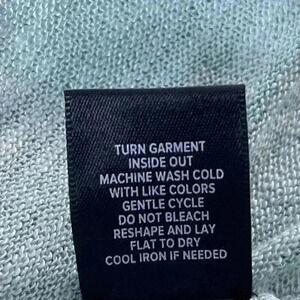 TURN GARMENT
INSIDE OUT
MACHINE WASH COLD
WITH LIKE COLORS
GENTLE CYCLE
DO NOT BLEACH
RESHAPE AND LAY
FLAT TO DRY
COOL IRON IF NEEDED